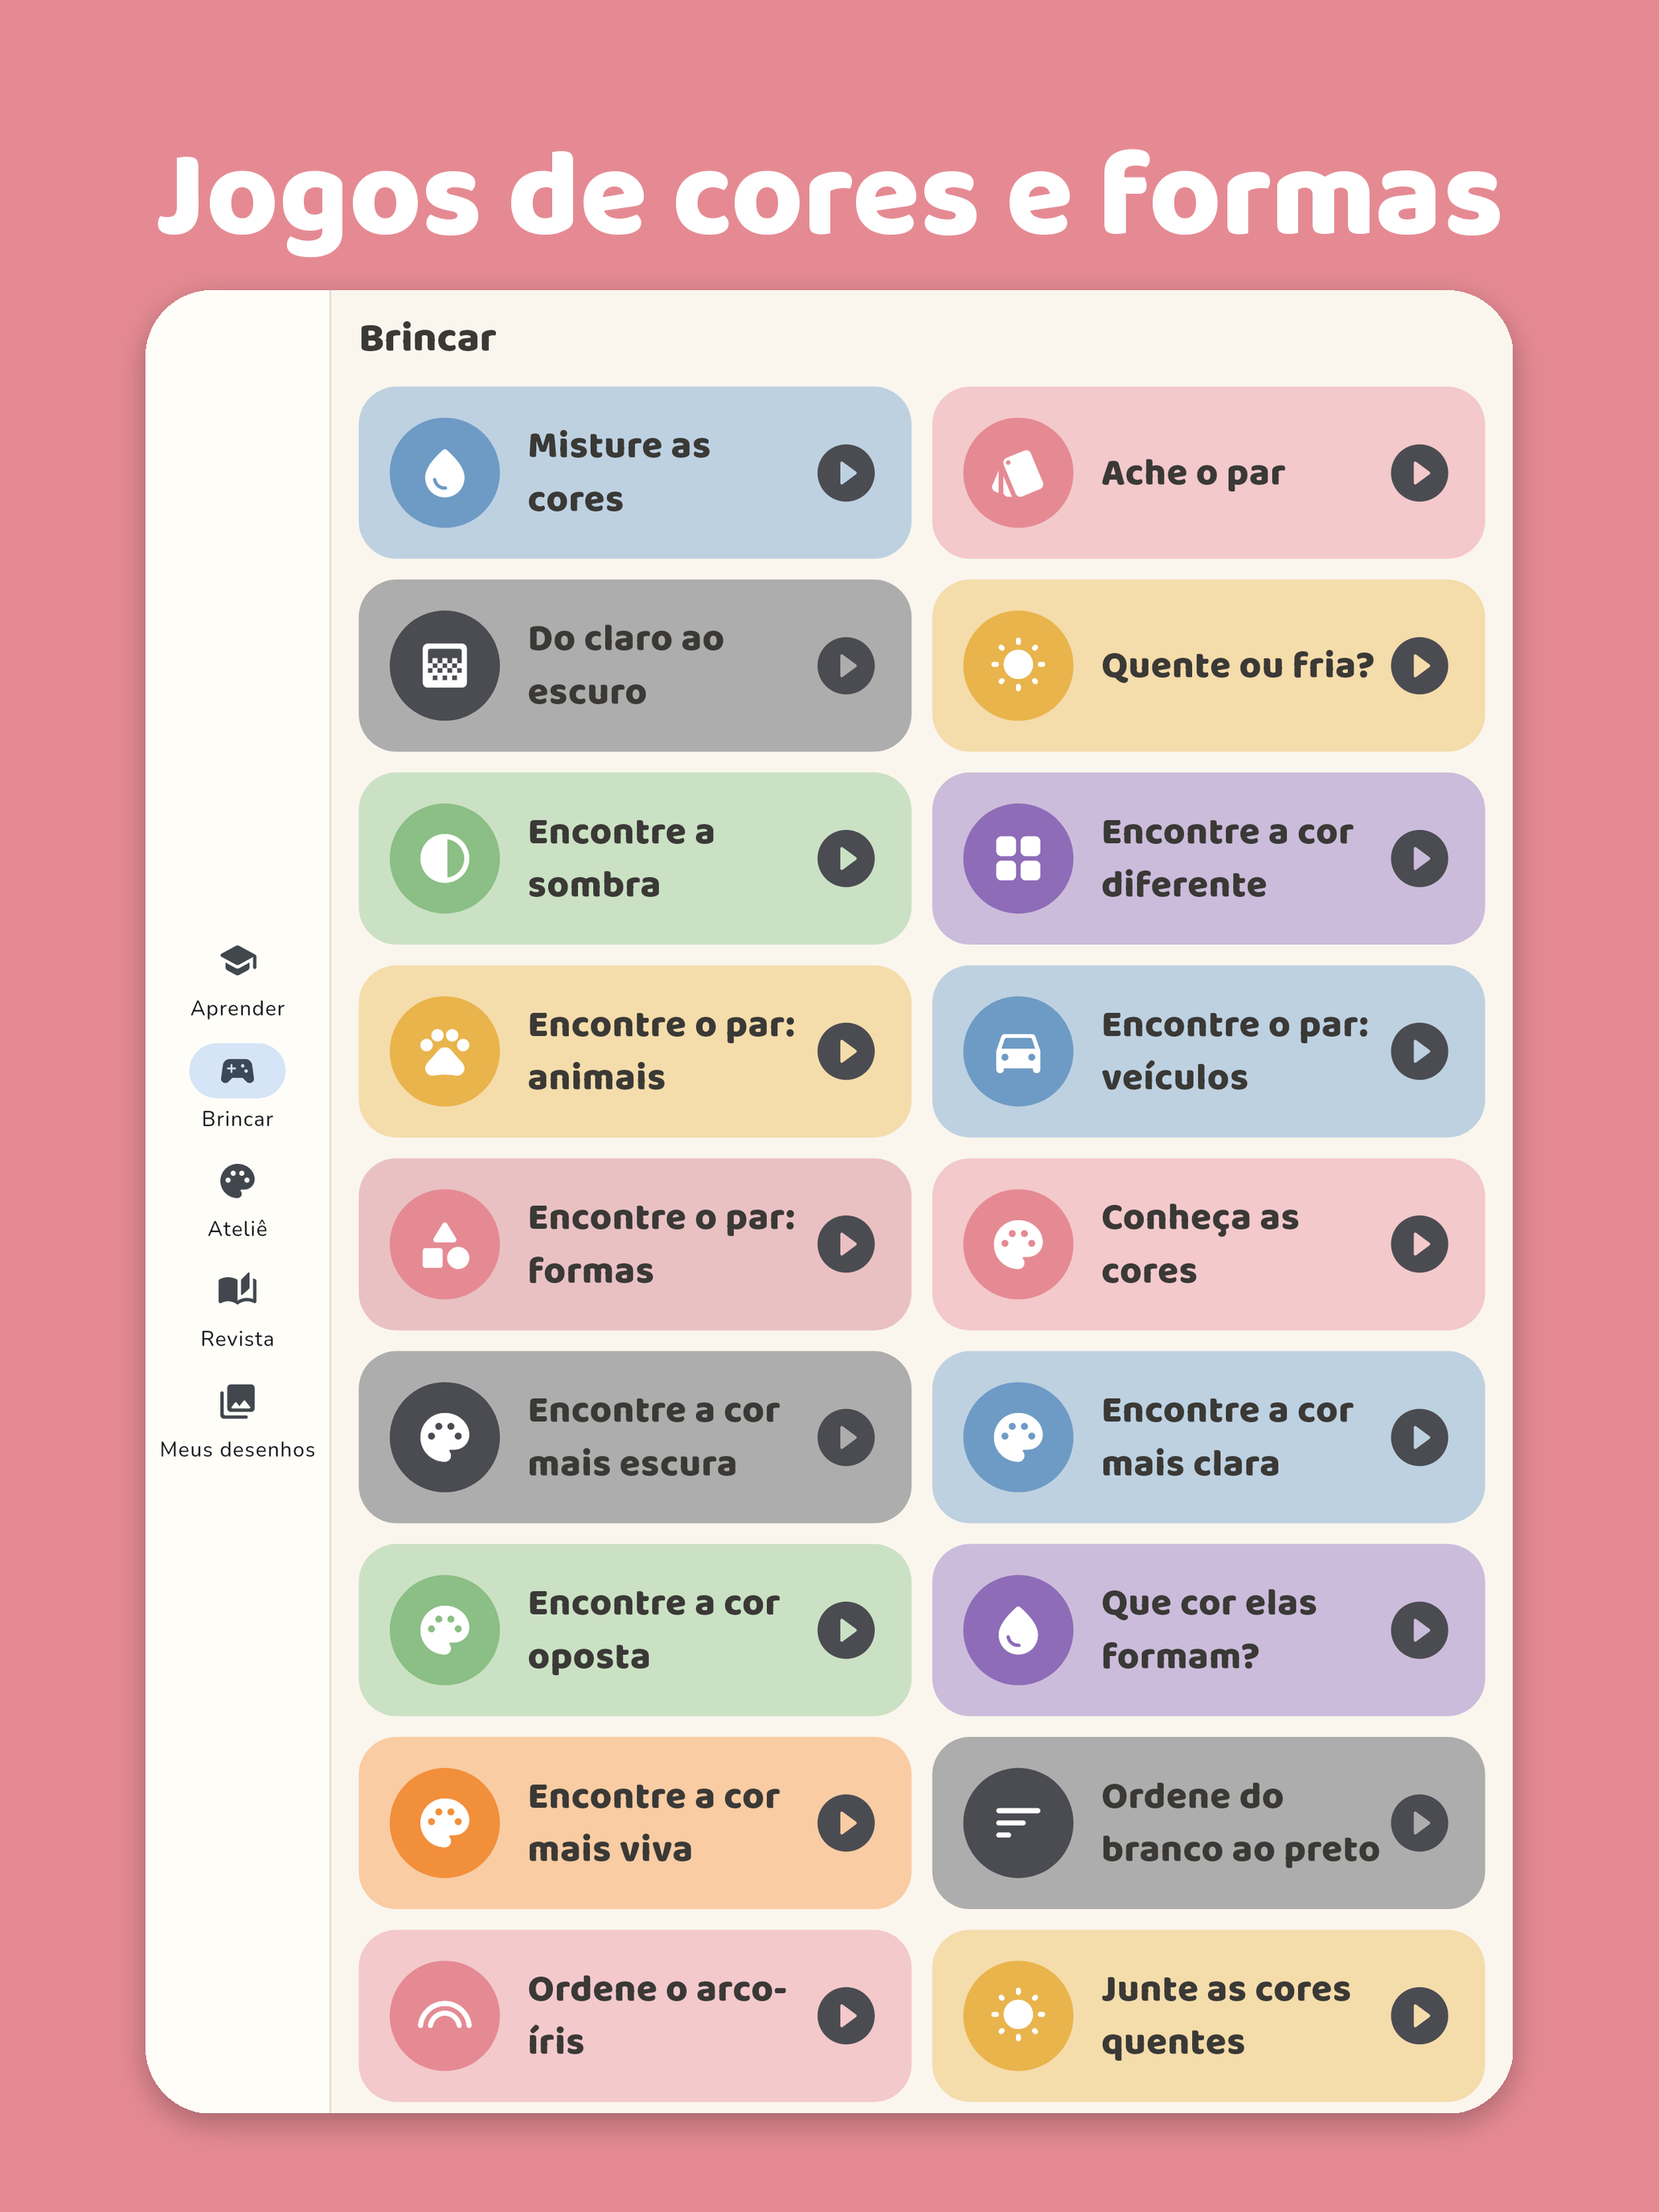 Jogos de cores e formas
Brincar
Misture as
cores
Ache o par
Do claro ao
escuro
Quente ou fria?
Encontre a
sombra
Encontre a cor
diferente
Encontre o par:
animais
Encontre o par:
veículos
Encontre o par:
formas
Conheça as
cores
Encontre a cor
mais escura
Encontre a cor
mais clara
Encontre a cor
oposta
Que cor elas
formam?
Encontre a cor
mais viva
Ordene do
branco ao preto
Ordene o arco-
íris
Junte as cores
quentes
Aprender
Brincar
Ateliê
Revista
Meus desenhos